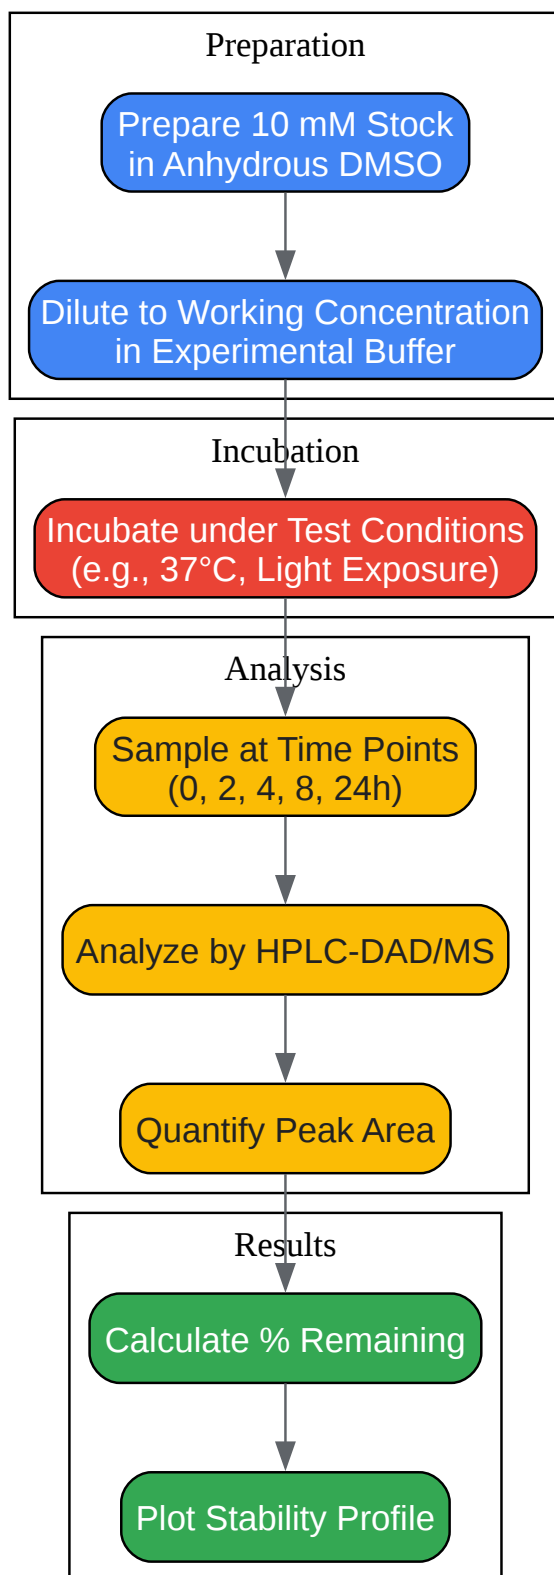 Preparation
Prepare 10 mM Stock
in Anhydrous DMSO
Dilute to Working Concentration
in Experimental Buffer
Incubation
Incubate under Test Conditions
(e.g., 37°C, Light Exposure)
Analysis
Sample at Time Points
(0, 2, 4, 8, 24h)
Analyze by HPLC-DAD/MS
Quantify Peak Area
Results
Calculate % Remaining
Plot Stability Profile